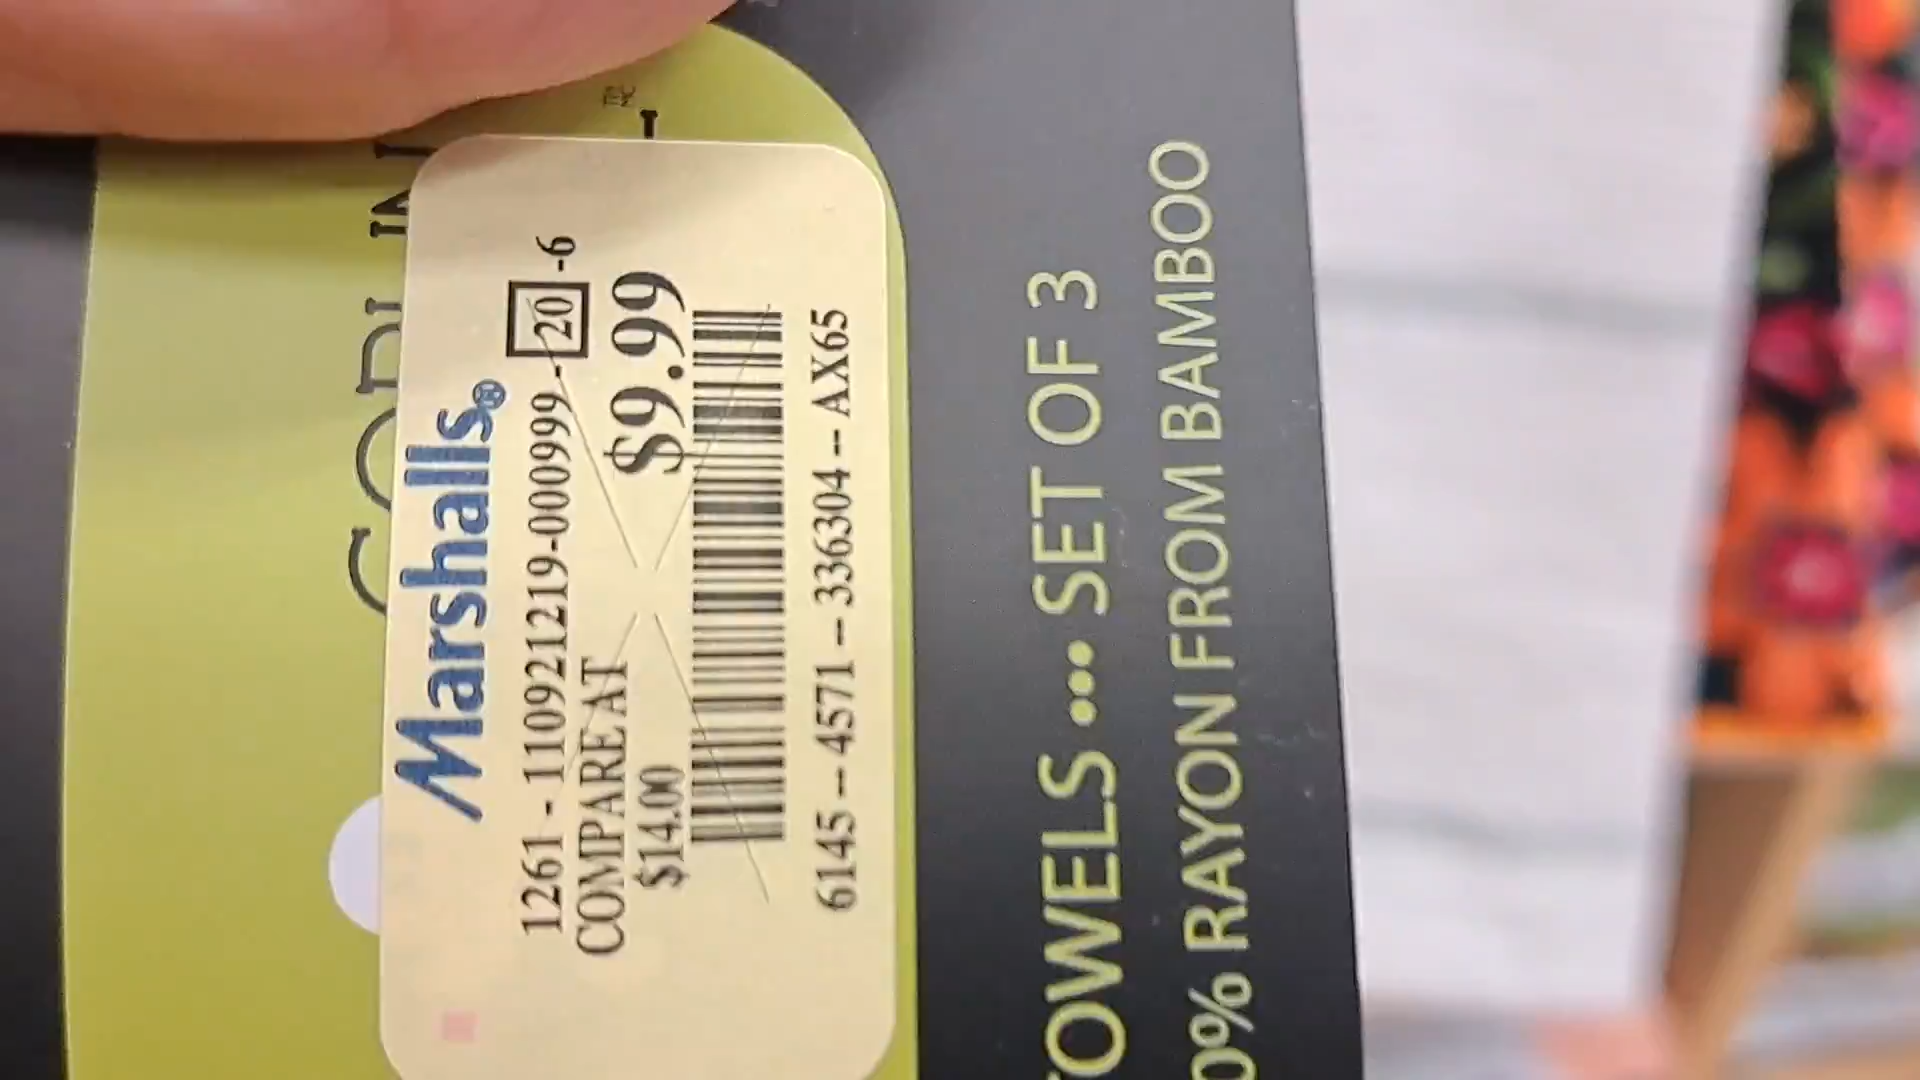 Marshalls®
1261 - 110921219-000999 - 20 -6
COMPARE AT
$14.00
$9.99
6145 -- 4571 -- 336304 -- AX65
TOWELS ... SET OF 3
0% RAYON FROM BAMBOO